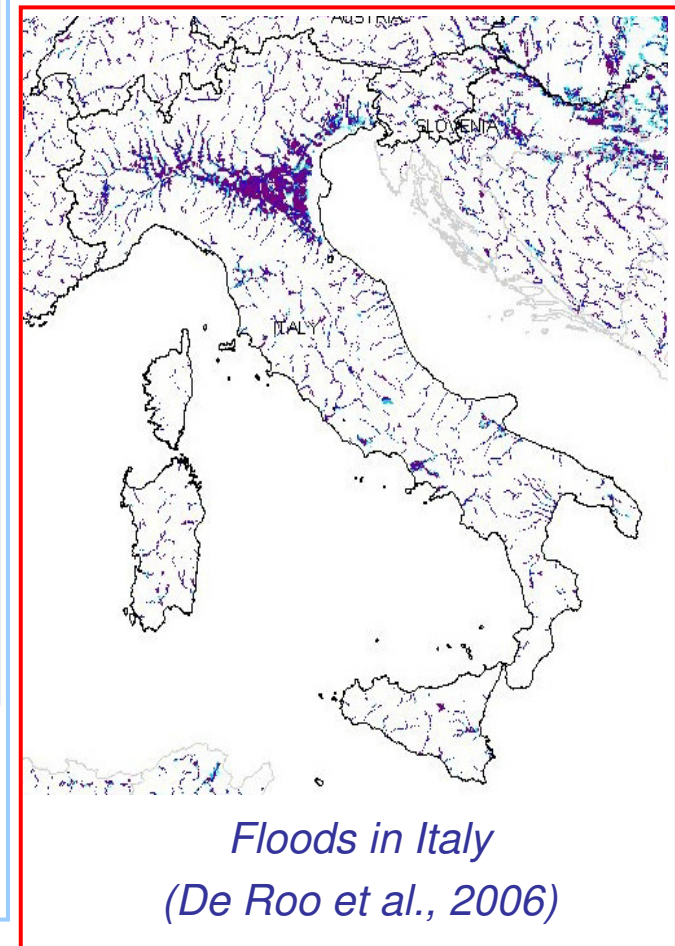 AUSTRIA
SLOVENIA
ITALY
Floods in Italy
(De Roo et al., 2006)